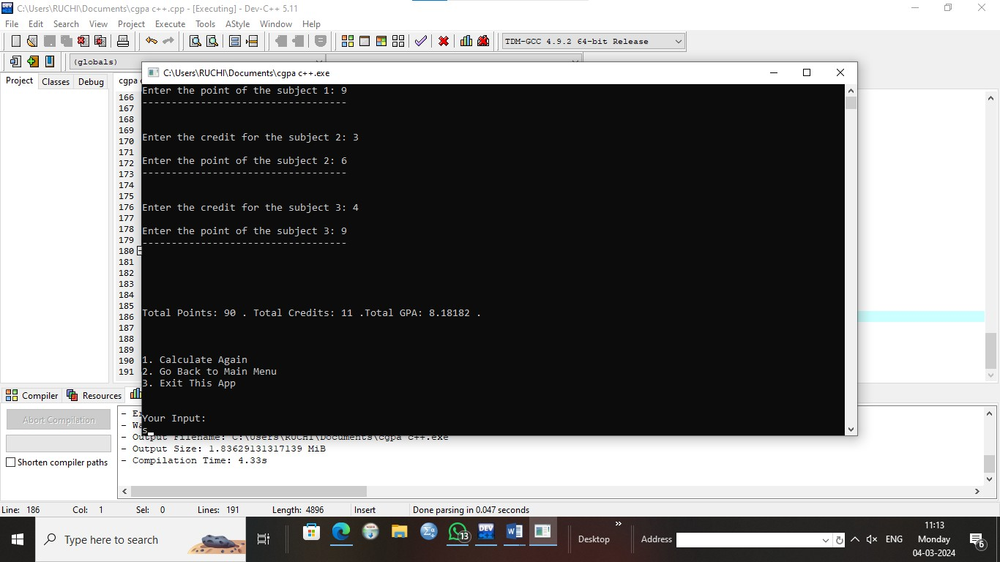 C:\Users\RUCHI\Documents\cgpa c++.cpp - [Executing] - Dev-C++ 5.11
File Edit Search View Project Execute Tools AStyle Window Help
TDM-GCC 4.9.2 64-bit Release
(globals)
Project Classes Debug
cgpa
C:\Users\RUCHI\Documents\cgpa c++.exe
Enter the point of the subject 1: 9
-----------------------------------
Enter the credit for the subject 2: 3
Enter the point of the subject 2: 6
-----------------------------------
Enter the credit for the subject 3: 4
Enter the point of the subject 3: 9
-----------------------------------
Total Points: 90 . Total Credits: 11 .Total GPA: 8.18182 .
1. Calculate Again
2. Go Back to Main Menu
3. Exit This App
Your Input:
s
166
167
168
169
170
171
172
173
174
175
176
177
178
179
180
181
182
183
184
185
186
187
188
189
190
191
Compiler Resources
Abort Compilation
Shorten compiler paths
- Output Filename: C:\Users\RUCHI\Documents\cgpa c++.exe
- Output Size: 1.83629131317139 MiB
- Compilation Time: 4.33s
Line: 186 Col: 1 Sel: 0 Lines: 191 Length: 4896 Insert Done parsing in 0.047 seconds
Type here to search
13
DEV
Desktop
Address
ENG
11:13
Monday
04-03-2024
6